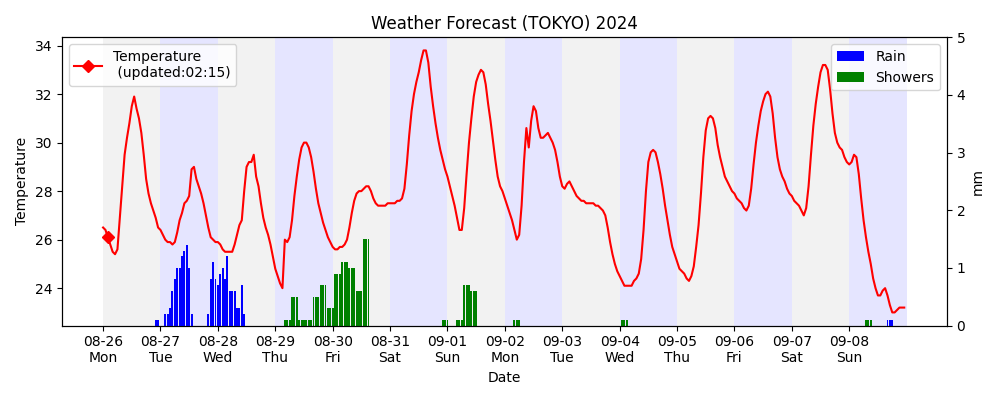 Weather Forecast (TOKYO) 2024
Temperature
(updated:02:15)
Rain
Showers
Temperature
34
32
30
28
26
24
5
4
3
2
1
0
mm
08-26 08-27 08-28 08-29 08-30 08-31 09-01 09-02 09-03 09-04 09-05 09-06 09-07 09-08
Mon Tue Wed Thu Fri Sat Sun Mon Tue Wed Thu Fri Sat Sun
Date